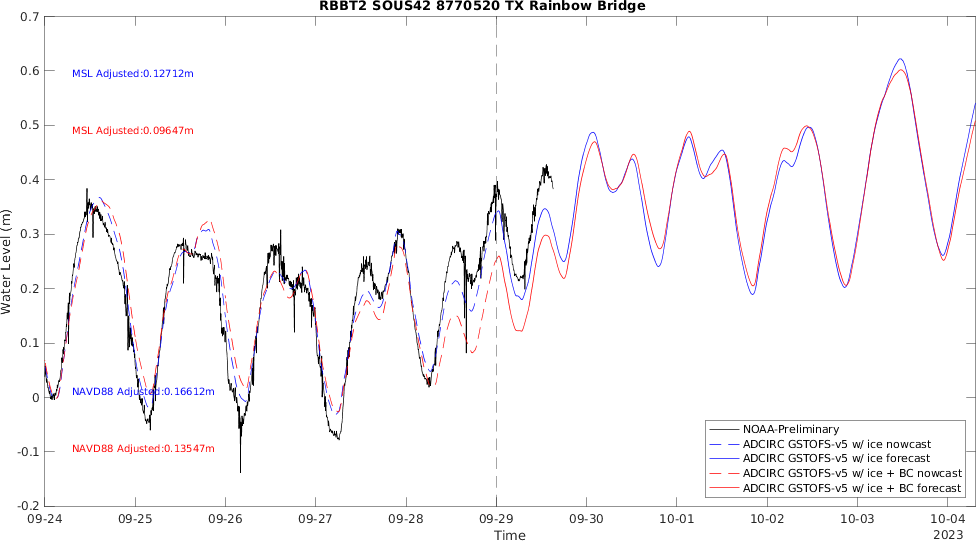 RBBT2 SOUS42 8770520 TX Rainbow Bridge
0.7
0.6
0.5
0.4
0.3
0.2
0.1
0
-0.1
-0.2
Water Level (m)
MSL Adjusted:0.12712m
MSL Adjusted:0.09647m
NAVD88 Adjusted:0.16612m
NAVD88 Adjusted:0.13547m
NOAA-Preliminary
ADCIRC GSTOFS-v5 w/ ice nowcast
ADCIRC GSTOFS-v5 w/ ice forecast
ADCIRC GSTOFS-v5 w/ ice + BC nowcast
ADCIRC GSTOFS-v5 w/ ice + BC forecast
09-24 09-25 09-26 09-27 09-28 09-29 09-30 10-01 10-02 10-03 10-04
Time
2023